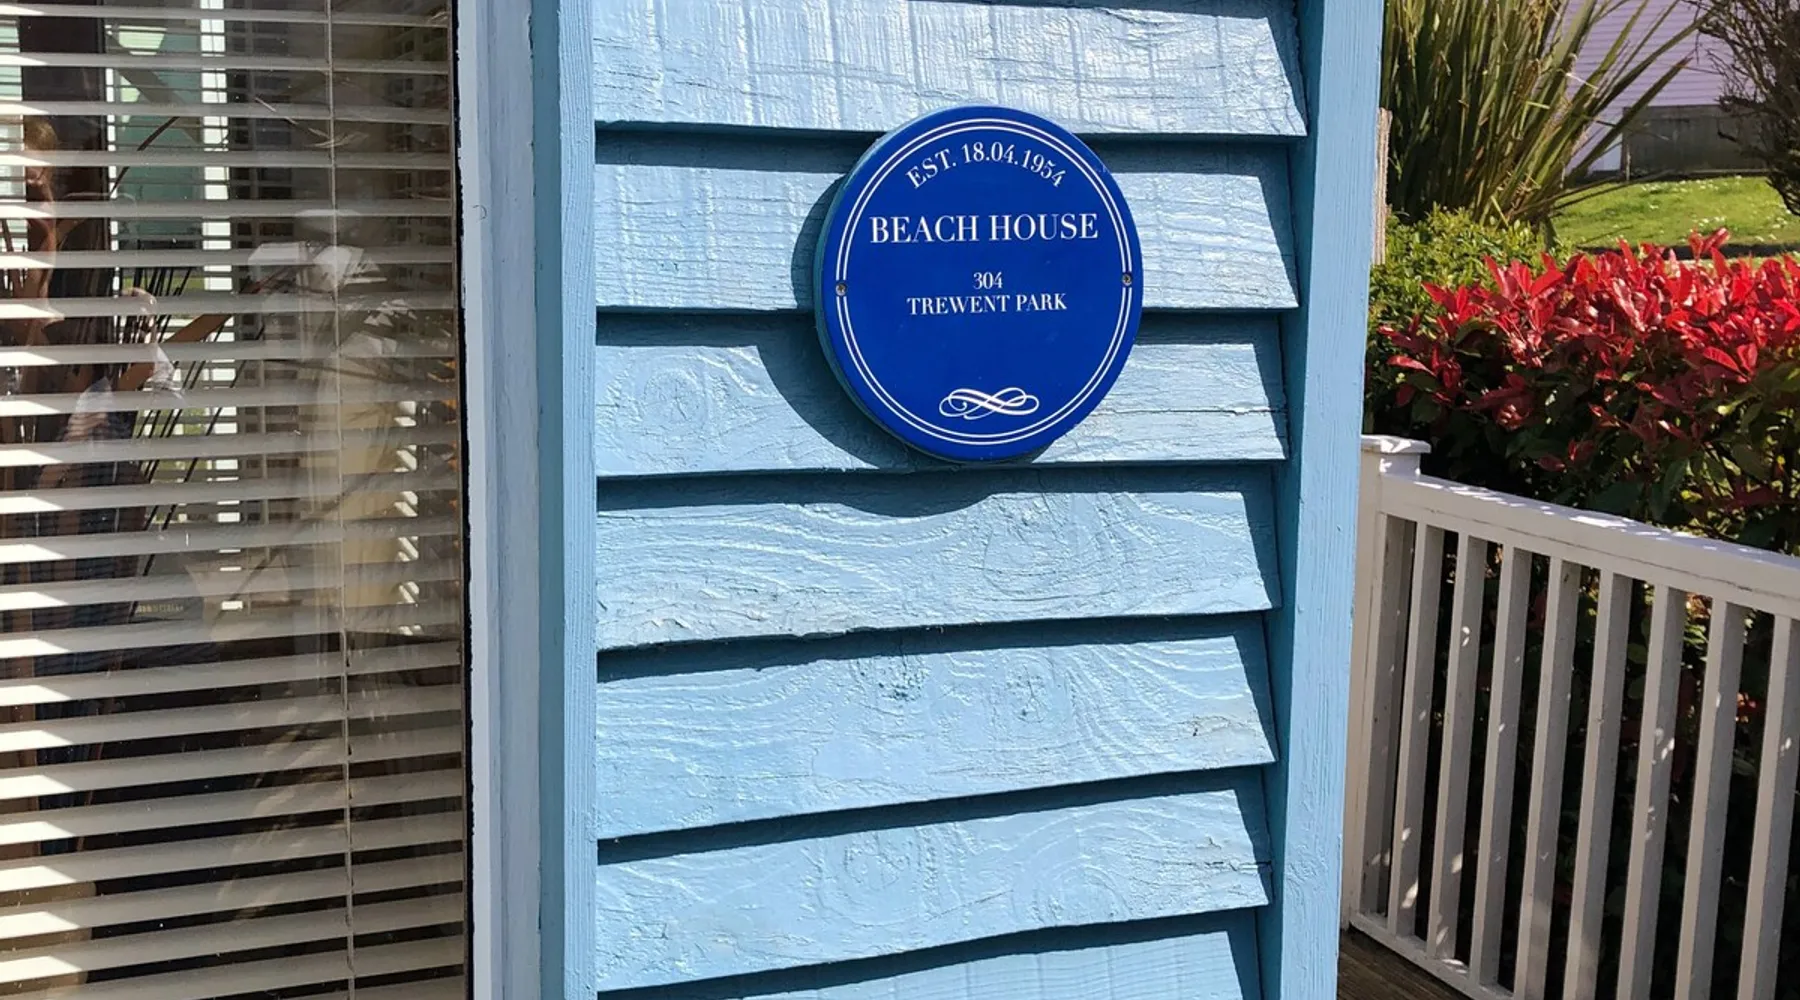 EST. 18.04.1954
BEACH HOUSE
304
TREWENT PARK